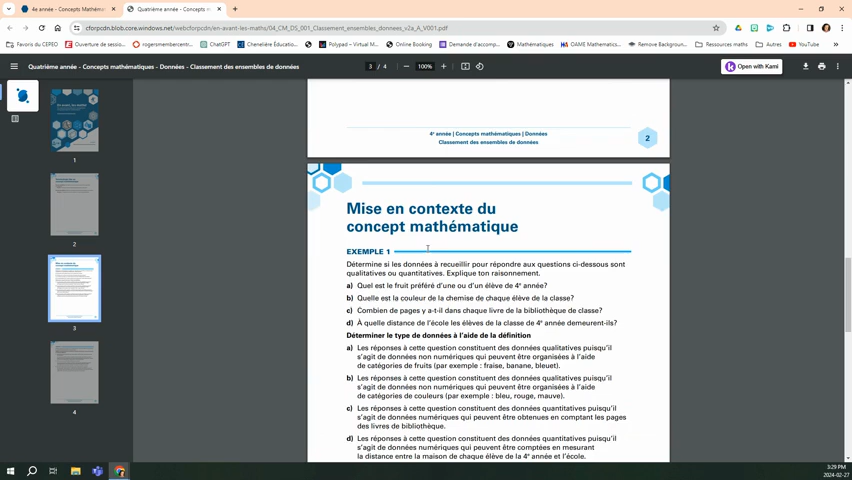 4e année - Concepts Mathém
Quatrième année - Concepts math
cforpcdn.blob.core.windows.net/webcforpcdn/en-avant-les-maths/04_CM_DS_001_Classement_ensembles_donnees_v2a_A_V001.pdf
Favoris du CEPEO
Ouverture de sessio...
rogersmembercentr...
ChatGPT
Chenelière Éducatio...
Polypad – Virtual M...
Online Booking
Demande d'accomp...
Mathématiques
OAME Mathematics...
Remove Background...
Ressources maths
Autres
Tous les favoris
Quatrième année - Concepts mathématiques - Données - Classement des ensembles de données
3 / 4
100%
Open with Kami
1
2
3
4
4e année | Concepts mathématiques | Données
Classement des ensembles de données
2
Mise en contexte du
concept mathématique
EXEMPLE 1
Détermine si les données à recueillir pour répondre aux questions ci-dessous sont
qualitatives ou quantitatives. Explique ton raisonnement.
a) Quel est le fruit préféré d'une ou d'un élève de 4e année?
b) Quelle est la couleur de la chemise de chaque élève de la classe?
c) Combien de pages y a-t-il dans chaque livre de la bibliothèque de classe?
d) À quelle distance de l'école les élèves de la classe de 4e année demeurent-ils?
Déterminer le type de données à l'aide de la définition
a) Les réponses à cette question constituent des données qualitatives puisqu'il
s'agit de données non numériques qui peuvent être organisées à l'aide
de catégories de fruits (par exemple : fraise, banane, bleuet).
b) Les réponses à cette question constituent des données qualitatives puisqu'il
s'agit de données non numériques qui peuvent être organisées à l'aide
de catégories de couleurs (par exemple : bleu, rouge, mauve).
c) Les réponses à cette question constituent des données quantitatives puisqu'il
s'agit de données numériques qui peuvent être obtenues en comptant les pages
des livres de bibliothèque.
d) Les réponses à cette question constituent des données quantitatives puisqu'il
s'agit de données numériques qui peuvent être comptées en mesurant
la distance entre la maison de chaque élève de la 4e année et l'école.
3:29 PM
2024-02-27